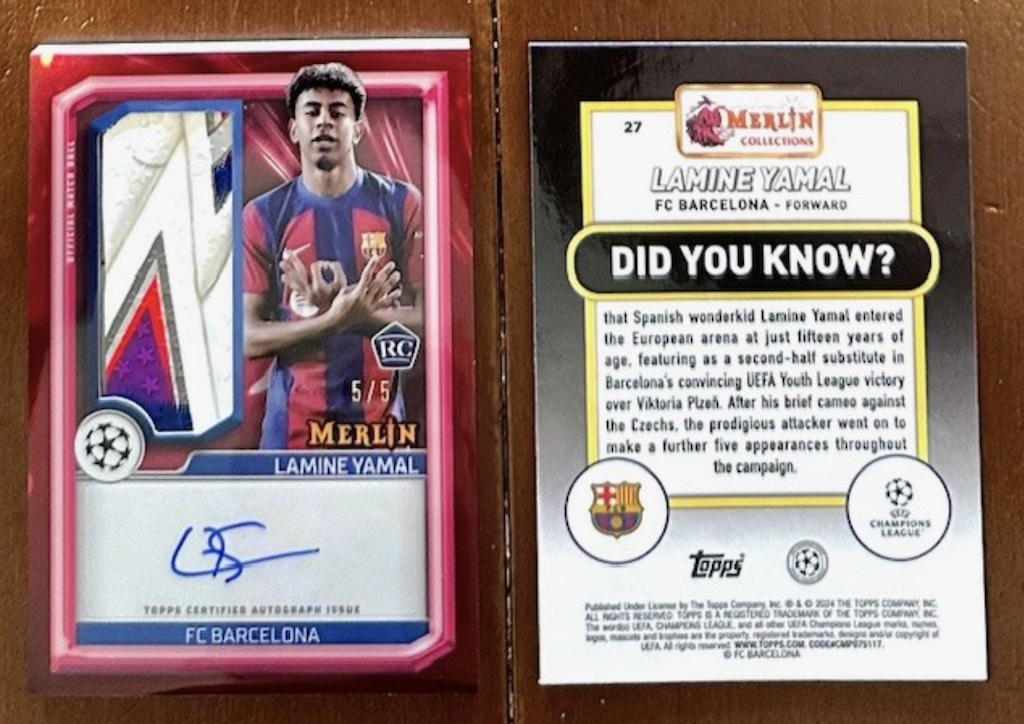 OFFICIAL MATCH BALL
RC
5/5
MERLIN
LAMINE YAMAL
TOPPS CERTIFIED AUTOGRAPH ISSUE
FC BARCELONA
27
MERLIN
COLLECTIONS
LAMINE YAMAL
FC BARCELONA - FORWARD
DID YOU KNOW?
that Spanish wonderkid Lamine Yamal entered
the European arena at just fifteen years of
age, featuring as a second-half substitute in
Barcelona's convincing UEFA Youth League victory
over Viktoria Plzeň. After his brief cameo against
the Czechs, the prodigious attacker went on to
make a further five appearances throughout
the campaign.
UEFA
CHAMPIONS
LEAGUE
Topps
Published Under License by The Topps Company, Inc. ® & © 2024 THE TOPPS COMPANY, INC.
ALL RIGHTS RESERVED. TOPPS IS A REGISTERED TRADEMARK OF THE TOPPS COMPANY, INC.
The word(s) UEFA, CHAMPIONS LEAGUE, and all other UEFA Champions League marks, names,
logos, mascots and trophies are the property, registered trademarks, designs and/or copyright of
UEFA. All rights reserved. WWW.TOPPS.COM. CODE#CMP075117.
© FC BARCELONA